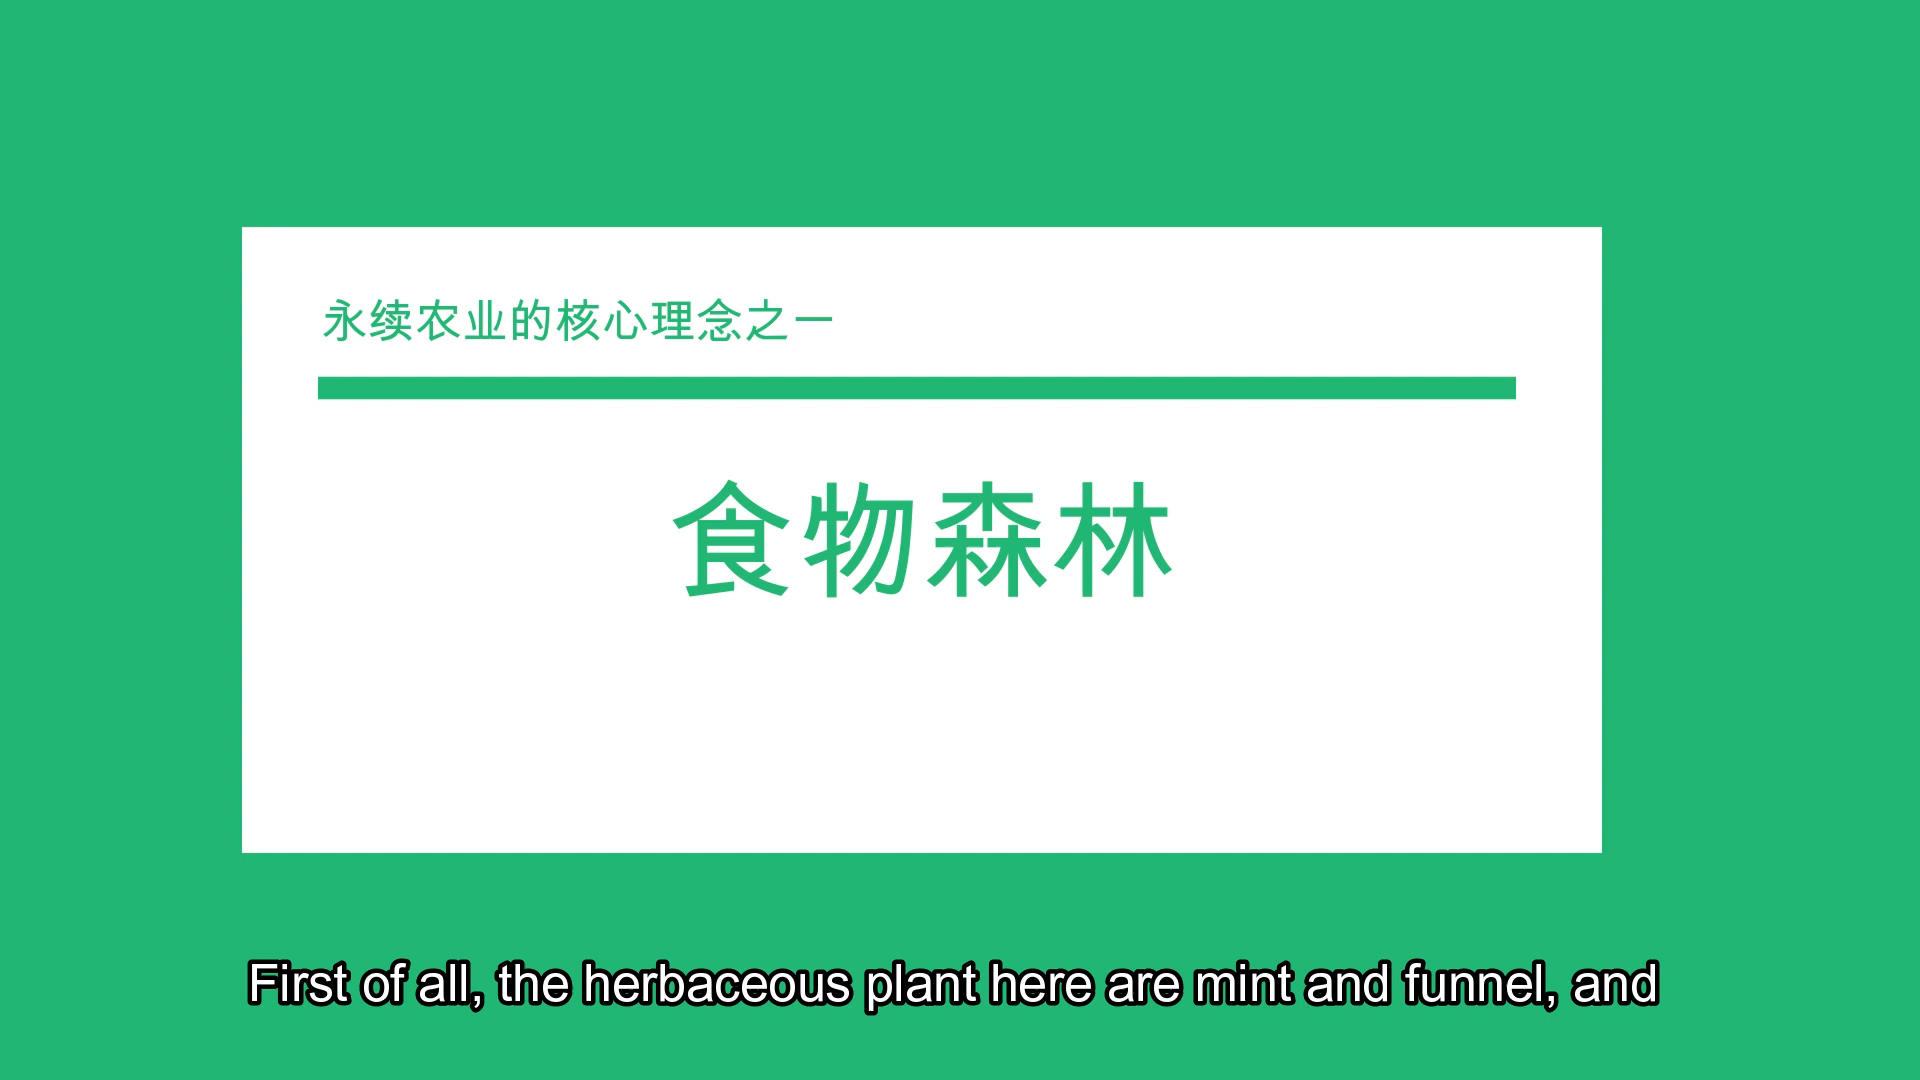 永续农业的核心理念之一
食物森林
First of all, the herbaceous plant here are mint and funnel, and